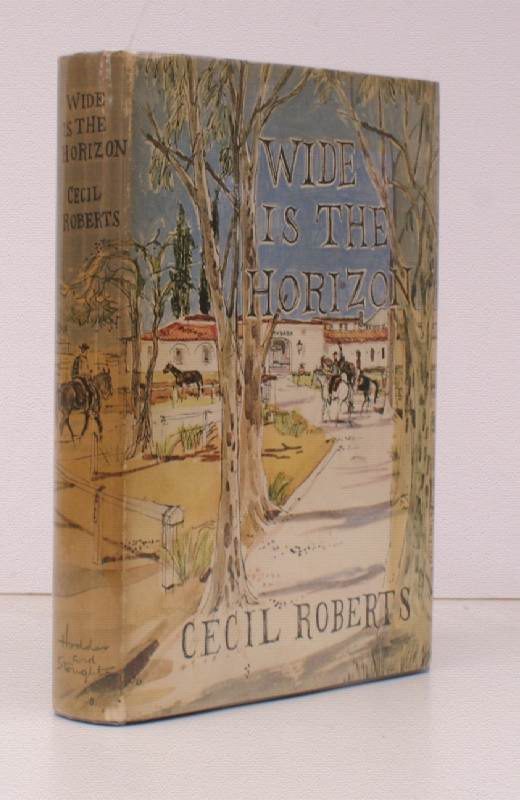 WIDE
IS THE
HORIZON
CECIL
ROBERTS
Hodder
and
Stoughton
WIDE
IS THE
HORIZON
CECIL ROBERTS